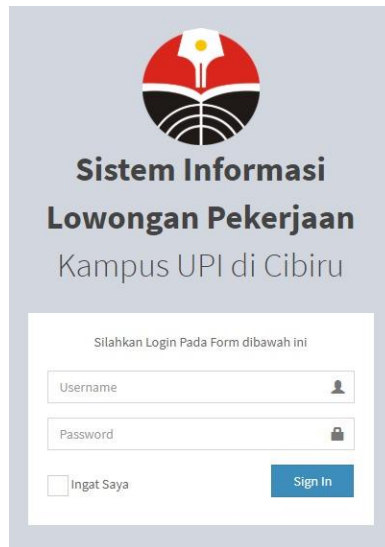 Sistem Informasi
Lowongan Pekerjaan
Kampus UPI di Cibiru
Silahkan Login Pada Form dibawah ini
Username
Password
Ingat Saya
Sign In